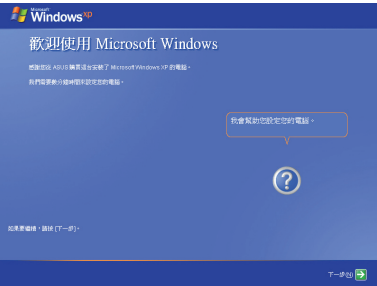 Microsoft
Windows xp
歡迎使用 Microsoft Windows
感謝您從 ASUS 購買這台安裝了 Microsoft Windows XP 的電腦。
我們需要數分鐘時間來設定您的電腦。
我會幫助您設定您的電腦。
?
如果要繼續，請按 [下一步]。
下一步(N)